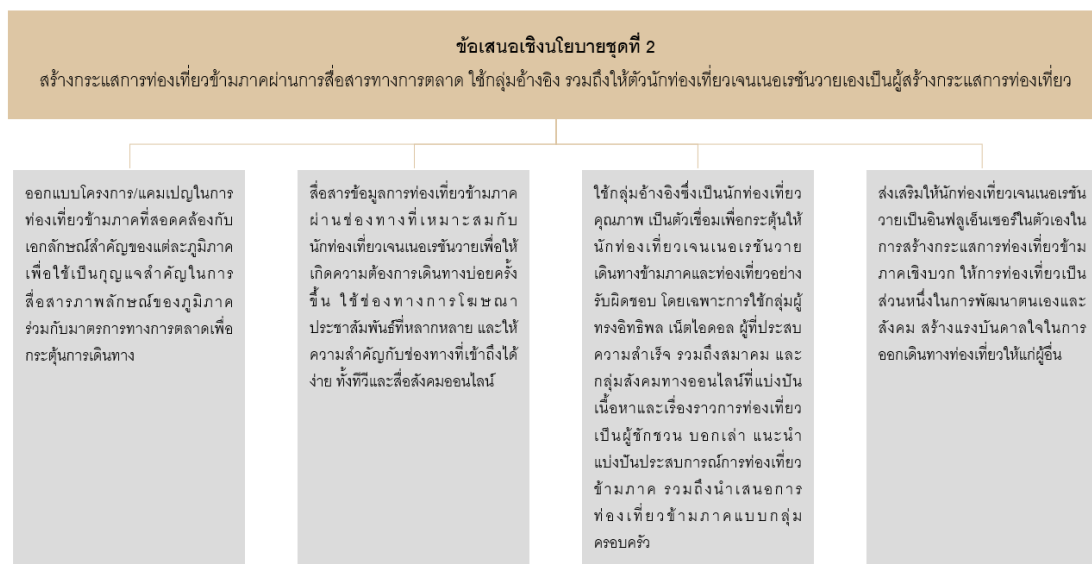 ข้อเสนอเชิงนโยบายชุดที่ 2
สร้างกระแสการท่องเที่ยวข้ามภาคผ่านการสื่อสารทางการตลาด ใช้กลุ่มอ้างอิง รวมถึงให้ตัวนักท่องเที่ยวเจนเนอเรชันวายเองเป็นผู้สร้างกระแสการท่องเที่ยว
ออกแบบโครงการ/แคมเปญในการ
ท่องเที่ยวข้ามภาคที่สอดคล้องกับ
เอกลักษณ์สำคัญของแต่ละภูมิภาค
เพื่อใช้เป็นกุญแจสำคัญในการ
สื่อสารภาพลักษณ์ของภูมิภาค
ร่วมกับมาตรการทางการตลาดเพื่อ
กระตุ้นการเดินทาง
สื่อสารข้อมูลการท่องเที่ยวข้ามภาค
ผ่านช่องทางที่เหมาะสมกับ
นักท่องเที่ยวเจนเนอเรชันวายเพื่อให้
เกิดความต้องการเดินทางบ่อยครั้ง
ขึ้น ใช้ช่องทางการโฆษณา
ประชาสัมพันธ์ที่หลากหลาย และให้
ความสำคัญกับช่องทางที่เข้าถึงได้
ง่าย ทั้งทีวีและสื่อสังคมออนไลน์
ใช้กลุ่มอ้างอิงซึ่งเป็นนักท่องเที่ยว
คุณภาพ เป็นตัวเชื่อมเพื่อกระตุ้นให้
นักท่องเที่ยวเจนเนอเรชันวาย
เดินทางข้ามภาคและท่องเที่ยวอย่าง
รับผิดชอบ โดยเฉพาะการใช้กลุ่มผู้
ทรงอิทธิพล เน็ตไอดอล ผู้ที่ประสบ
ความสำเร็จ รวมถึงสมาคม และ
กลุ่มสังคมทางออนไลน์ที่แบ่งปัน
เนื้อหาและเรื่องราวการท่องเที่ยว
เป็นผู้ชักชวน บอกเล่า แนะนำ
แบ่งปันประสบการณ์การท่องเที่ยว
ข้ามภาค รวมถึงนำเสนอการ
ท่องเที่ยวข้ามภาคแบบกลุ่ม
ครอบครัว
ส่งเสริมให้นักท่องเที่ยวเจนเนอเรชัน
วายเป็นอินฟลูเอ็นเซอร์ในตัวเองใน
การสร้างกระแสการท่องเที่ยวข้าม
ภาคเชิงบวก ให้การท่องเที่ยวเป็น
ส่วนหนึ่งในการพัฒนาตนเองและ
สังคม สร้างแรงบันดาลใจในการ
ออกเดินทางท่องเที่ยวให้แก่ผู้อื่น